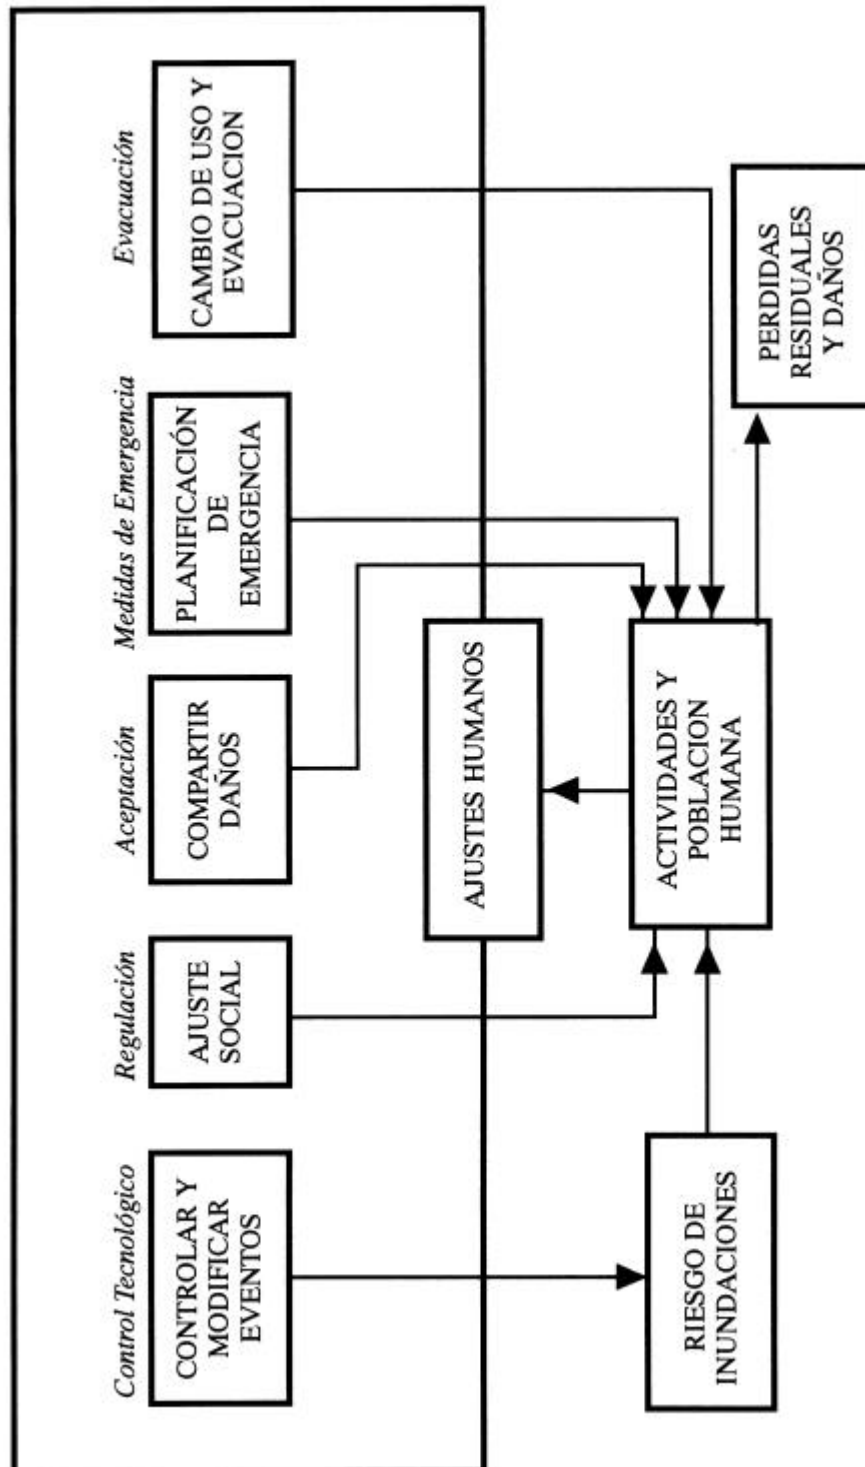 Control Tecnológico
CONTROLAR Y
MODIFICAR
EVENTOS
Regulación
AJUSTE
SOCIAL
Aceptación
COMPARTIR
DAÑOS
Medidas de Emergencia
PLANIFICACIÓN
DE
EMERGENCIA
Evacuación
CAMBIO DE USO Y
EVACUACION
AJUSTES HUMANOS
RIESGO DE
INUNDACIONES
ACTIVIDADES Y
POBLACION
HUMANA
PERDIDAS
RESIDUALES
Y DAÑOS